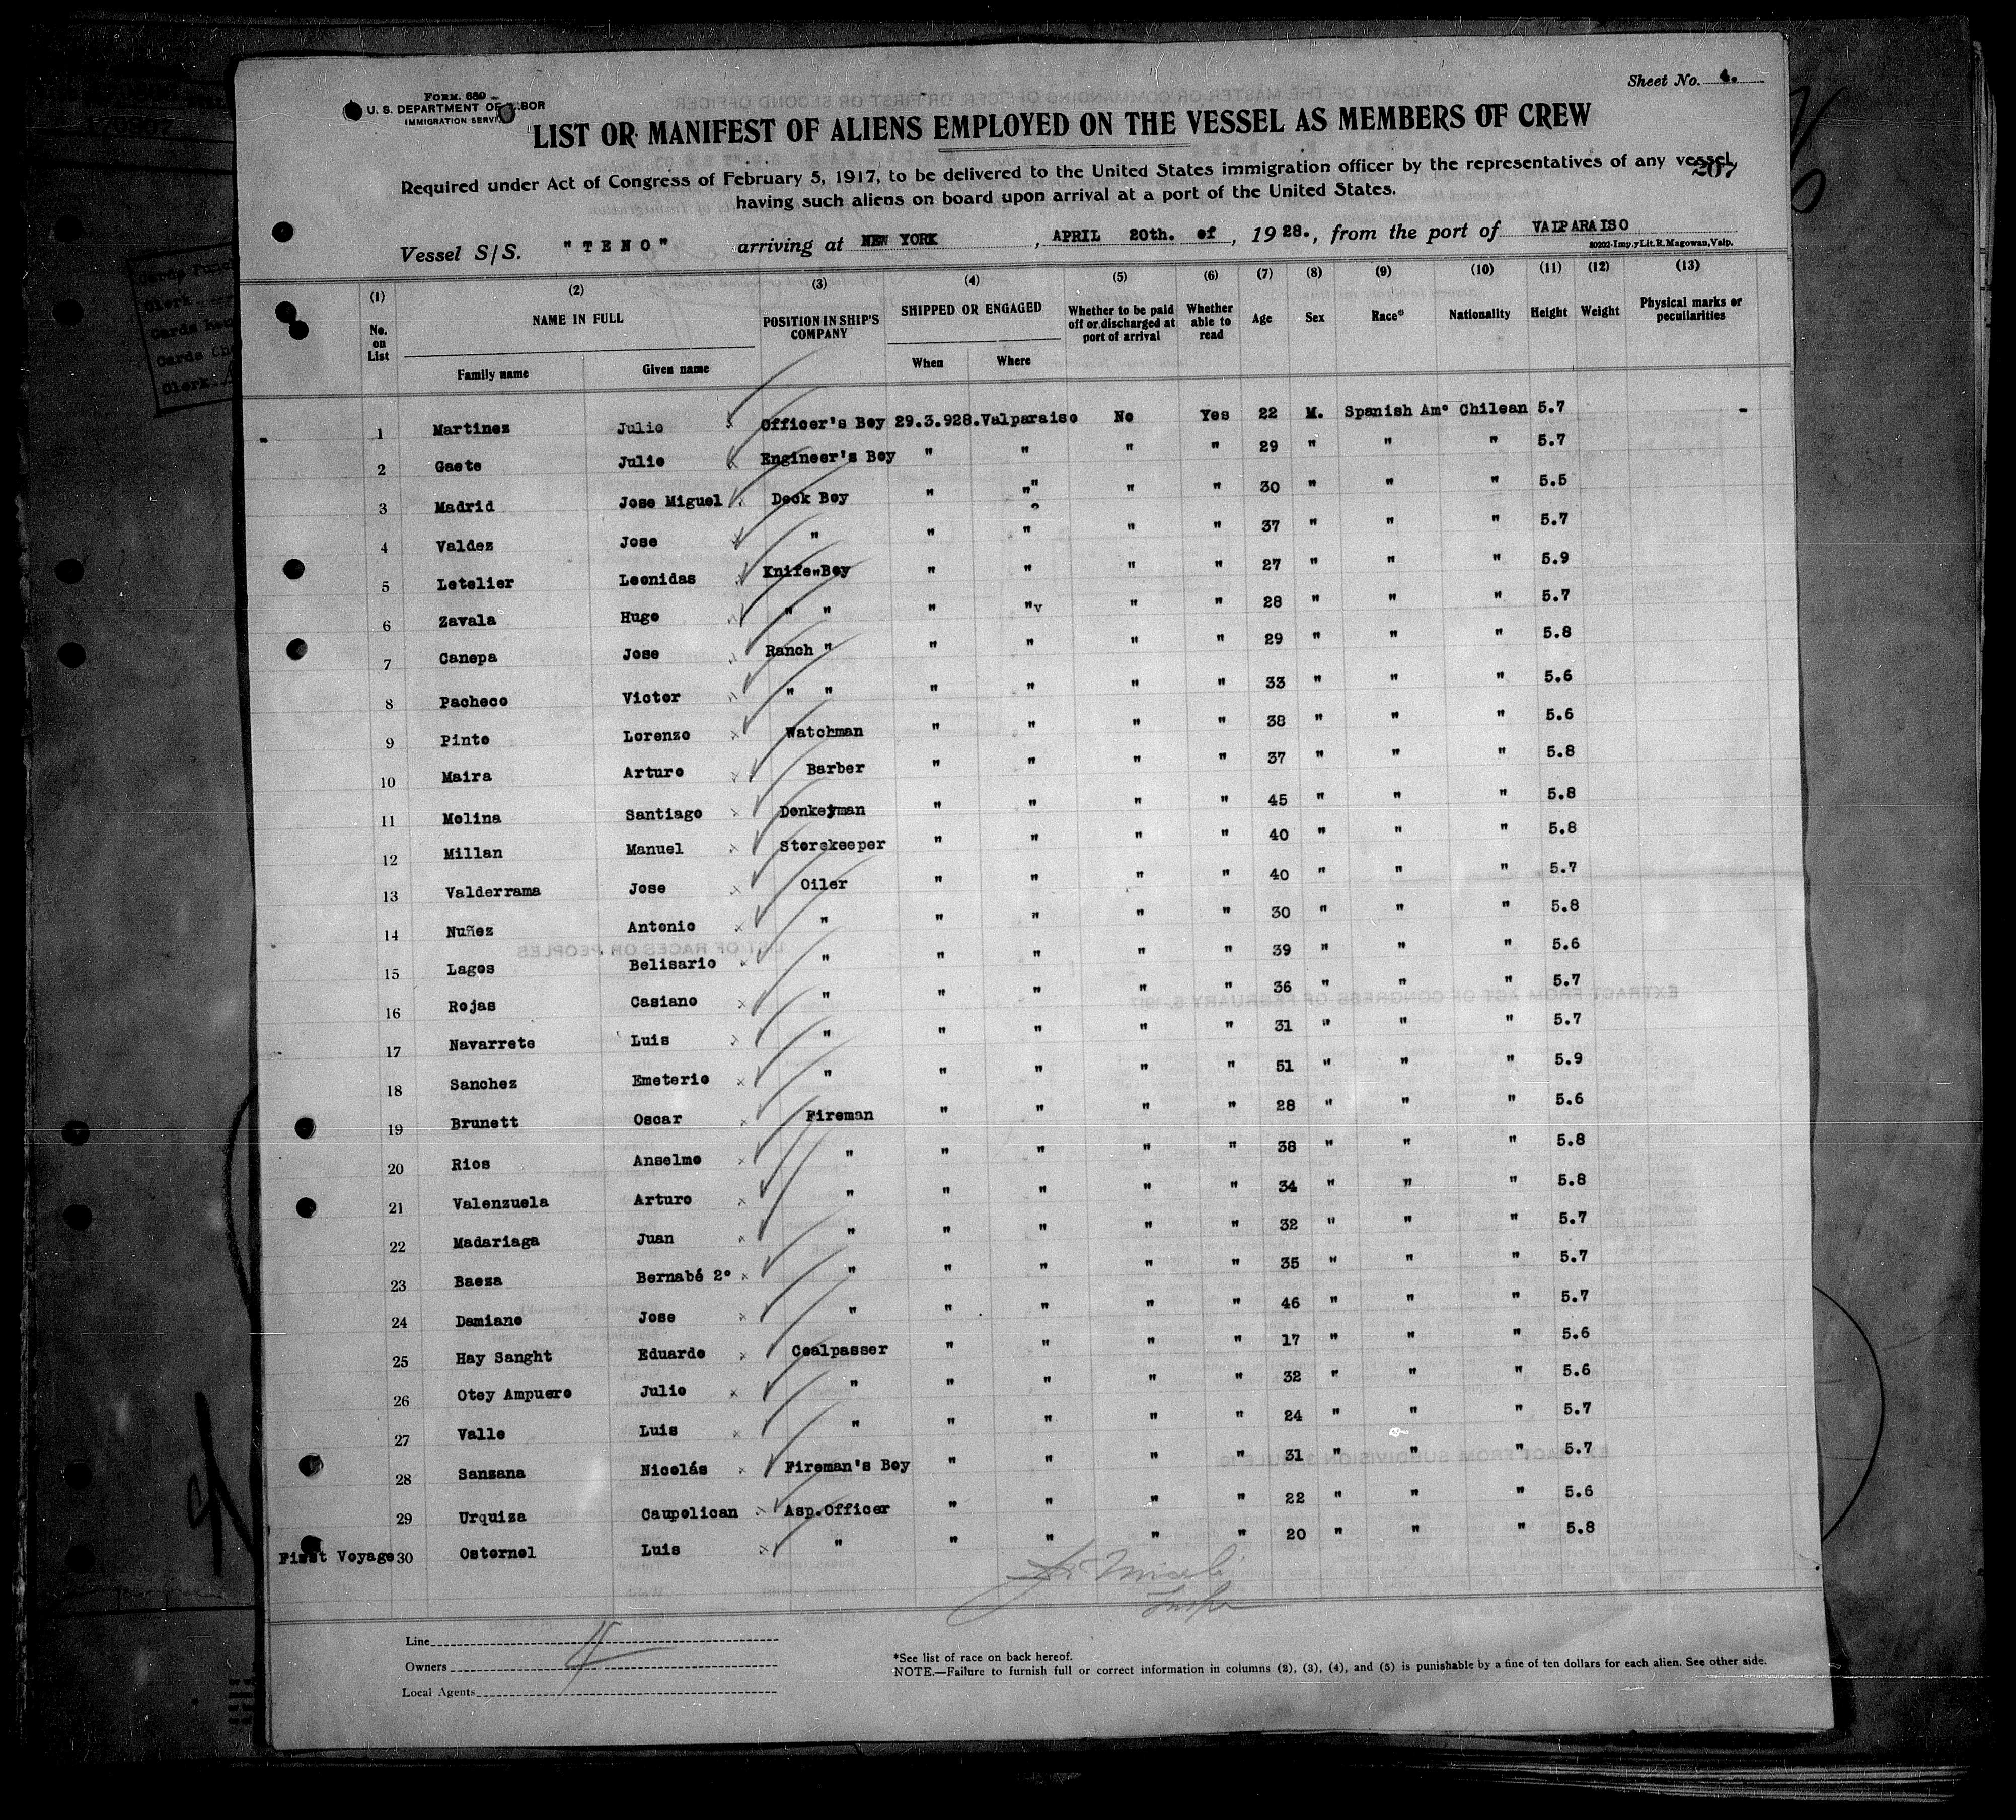 Sheet No. 4.
FORM. 689
U. S. DEPARTMENT OF LABOR
IMMIGRATION SERVICE
LIST OR MANIFEST OF ALIENS EMPLOYED ON THE VESSEL AS MEMBERS OF CREW
Required under Act of Congress of February 5, 1917, to be delivered to the United States immigration officer by the representatives of any vessel
207
having such aliens on board upon arrival at a port of the United States.
Vessel S/S. "TENO" arriving at NEW YORK, APRIL 20th. of, 1928., from the port of VALPARAISO
80202-Imp.yLit.R.Magowan,Valp.
(1) (2) (3) (4) (5) (6) (7) (8) (9) (10) (11) (12) (13)
No. on List NAME IN FULL POSITION IN SHIP'S COMPANY SHIPPED OR ENGAGED Whether to be paid off or discharged at port of arrival Whether able to read Age Sex Race* Nationality Height Weight Physical marks or peculiarities
Family name Given name When Where
1 Martinez Julio Officer's Boy 29.3.928. Valparaiso No Yes 22 M. Spanish Am. Chilean 5.7
2 Gaete Julio Engineer's Boy " " " " 29 " " " 5.7
3 Madrid Jose Miguel Deck Boy " " " " 30 " " " 5.5
4 Valdez Jose " " " " " 37 " " " 5.7
5 Letelier Leonidas Knife"Boy " " " " 27 " " " 5.9
6 Zavala Hugo " " " " " " 28 " " " 5.7
7 Canepa Jose Ranch " " " " " 29 " " " 5.8
8 Pacheco Victor " " " " " " 33 " " " 5.6
9 Pinto Lorenzo Watchman " " " " 38 " " " 5.6
10 Maira Arturo Barber " " " " 37 " " " 5.8
11 Molina Santiago Donkeyman " " " " 45 " " " 5.8
12 Millan Manuel Storekeeper " " " " 40 " " " 5.8
13 Valderrama Jose Oiler " " " " 40 " " " 5.7
14 Nuñez Antonio " " " " " 30 " " " 5.8
15 Lagos Belisario " " " " " 39 " " " 5.6
16 Rojas Casiano " " " " " 36 " " " 5.7
17 Navarrete Luis " " " " " 31 " " " 5.7
18 Sanchez Emeterio " " " " " 51 " " " 5.9
19 Brunett Oscar Fireman " " " " 28 " " " 5.6
20 Rios Anselmo " " " " " 38 " " " 5.8
21 Valenzuela Arturo " " " " " 34 " " " 5.8
22 Madariaga Juan " " " " " 32 " " " 5.7
23 Baeza Bernabé 2° " " " " " 35 " " " 5.7
24 Damiano Jose " " " " " 46 " " " 5.7
25 Hay Sanght Eduardo Coalpasser " " " " 17 " " " 5.6
26 Otey Ampuero Julio " " " " " 32 " " " 5.6
27 Valle Luis " " " " " 24 " " " 5.7
28 Sanzana Nicolás Fireman's Boy " " " " 31 " " " 5.7
29 Urquiza Caupolican Asp.Officer " " " " 22 " " " 5.6
First Voyage 30 Osternol Luis " " " " " 20 " " " 5.8
Line
Owners
Local Agents
*See list of race on back hereof.
NOTE.—Failure to furnish full or correct information in columns (2), (3), (4), and (5) is punishable by a fine of ten dollars for each alien. See other side.